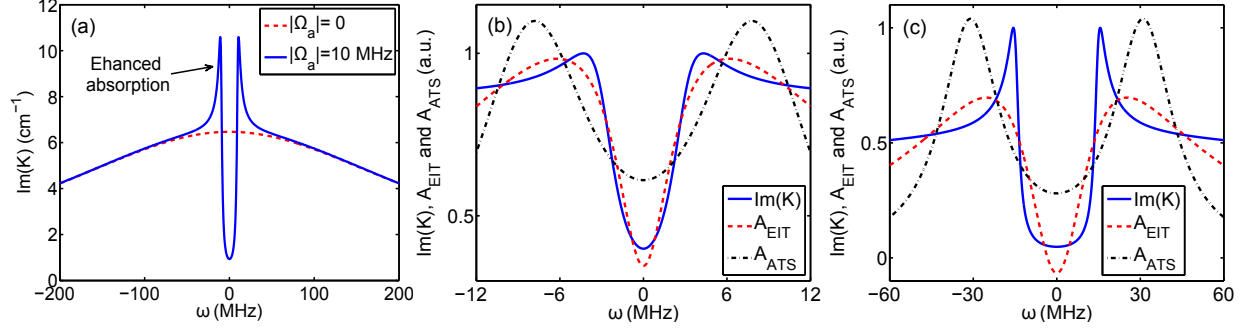 (a)
|Ω_a|= 0
|Ω_a|=10 MHz
Ehanced
absorption
Im(K) (cm⁻¹)
12
10
8
6
4
2
0
−200
−100
0
100
200
ω (MHz)
(b)
Im(K), A_EIT and A_ATS (a.u.)
1
0.5
−12
−6
0
6
12
ω (MHz)
Im(K)
A_EIT
A_ATS
(c)
Im(K), A_EIT and A_ATS (a.u.)
1
0.5
0
−60
−30
0
30
60
ω (MHz)
Im(K)
A_EIT
A_ATS